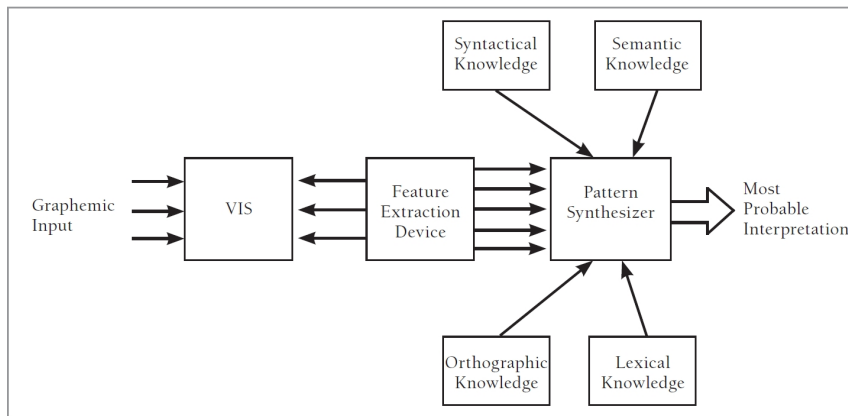 Syntactical
Knowledge
Semantic
Knowledge
Graphemic
Input
VIS
Feature
Extraction
Device
Pattern
Synthesizer
Most
Probable
Interpretation
Orthographic
Knowledge
Lexical
Knowledge